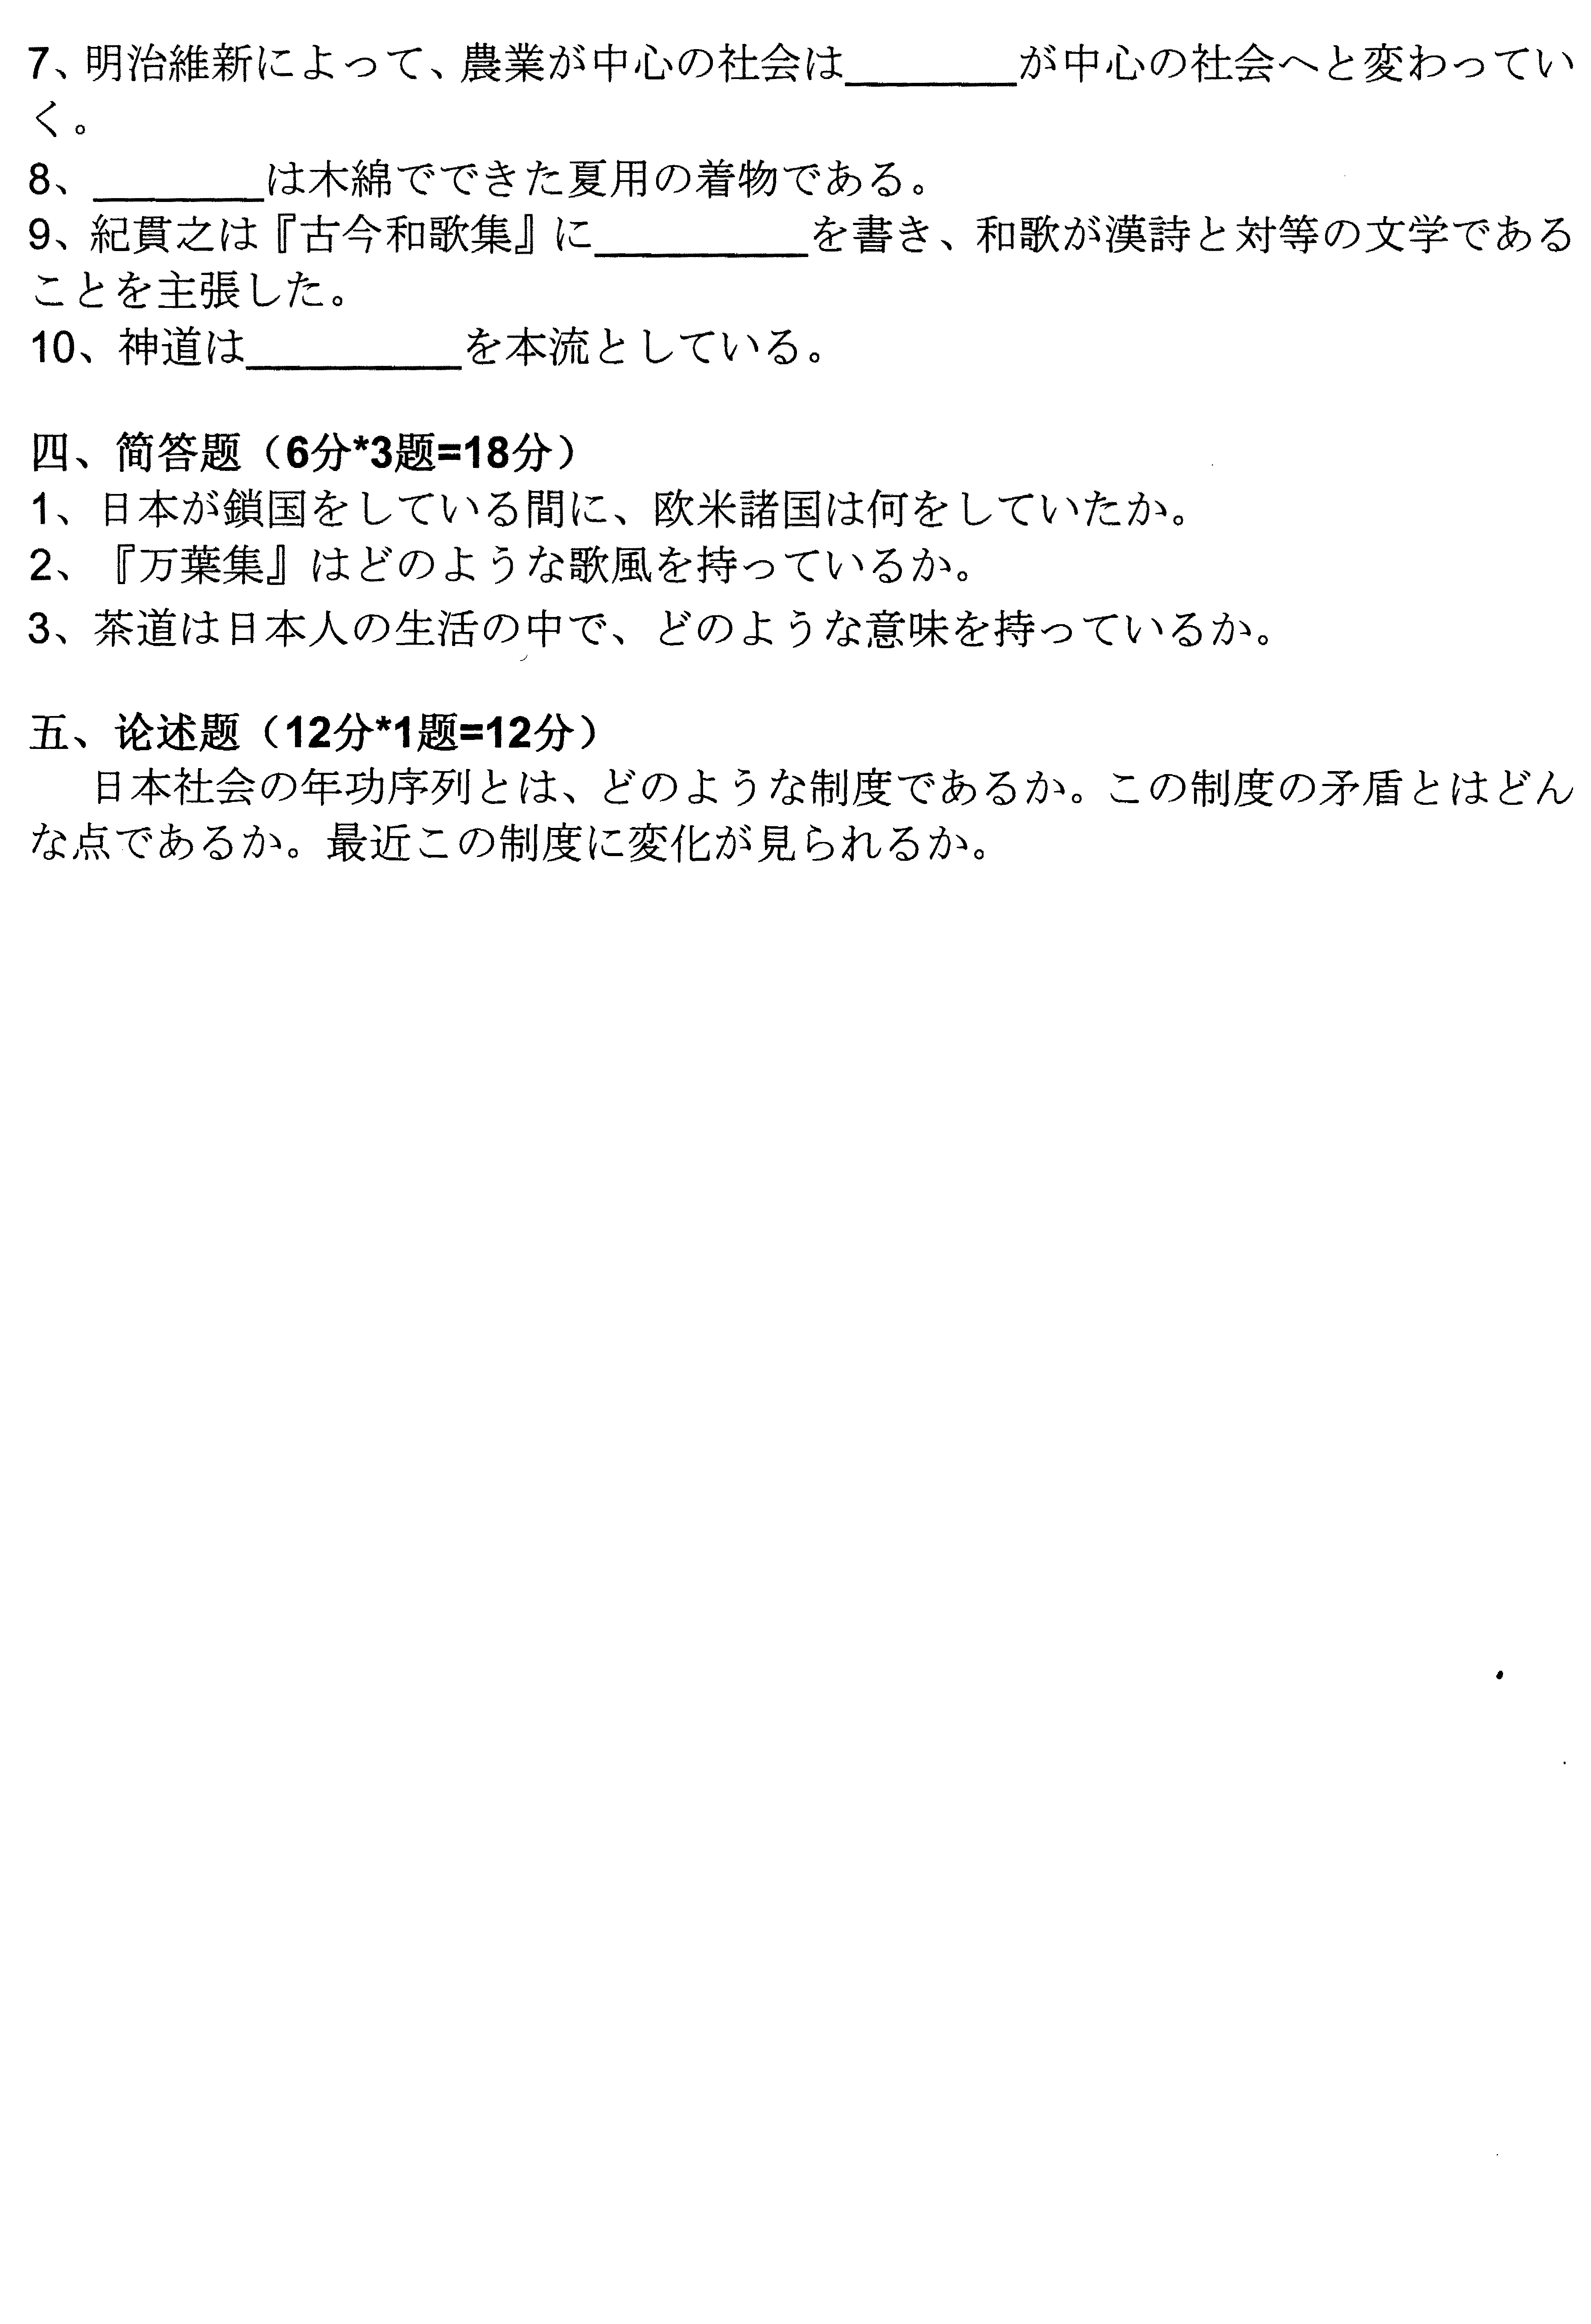 7、明治維新によって、農業が中心の社会は________が中心の社会へと変わってい
く。
8、________は木綿でできた夏用の着物である。
9、紀貫之は『古今和歌集』に__________を書き、和歌が漢詩と対等の文学である
ことを主張した。
10、神道は__________を本流としている。
四、简答题（6分*3题=18分）
1、日本が鎖国をしている間に、欧米諸国は何をしていたか。
2、『万葉集』はどのような歌風を持っているか。
3、茶道は日本人の生活の中で、どのような意味を持っているか。
五、论述题（12分*1题=12分）
日本社会の年功序列とは、どのような制度であるか。この制度の矛盾とはどん
な点であるか。最近この制度に変化が見られるか。